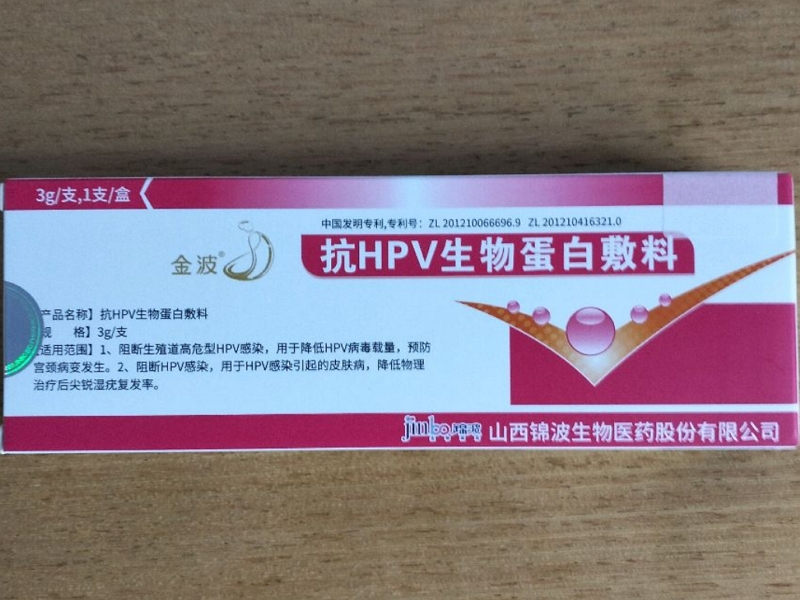 3g/支,1支/盒
中国发明专利,专利号：ZL 201210066696.9 ZL 201210416321.0
金波®
抗HPV生物蛋白敷料
产品名称】抗HPV生物蛋白敷料
格】3g/支
适用范围】1、阻断生殖道高危型HPV感染，用于降低HPV病毒载量，预防
宫颈病变发生。2、阻断HPV感染，用于HPV感染引起的皮肤病，降低物理
治疗后尖锐湿疣复发率。
jinbo 锦波 山西锦波生物医药股份有限公司